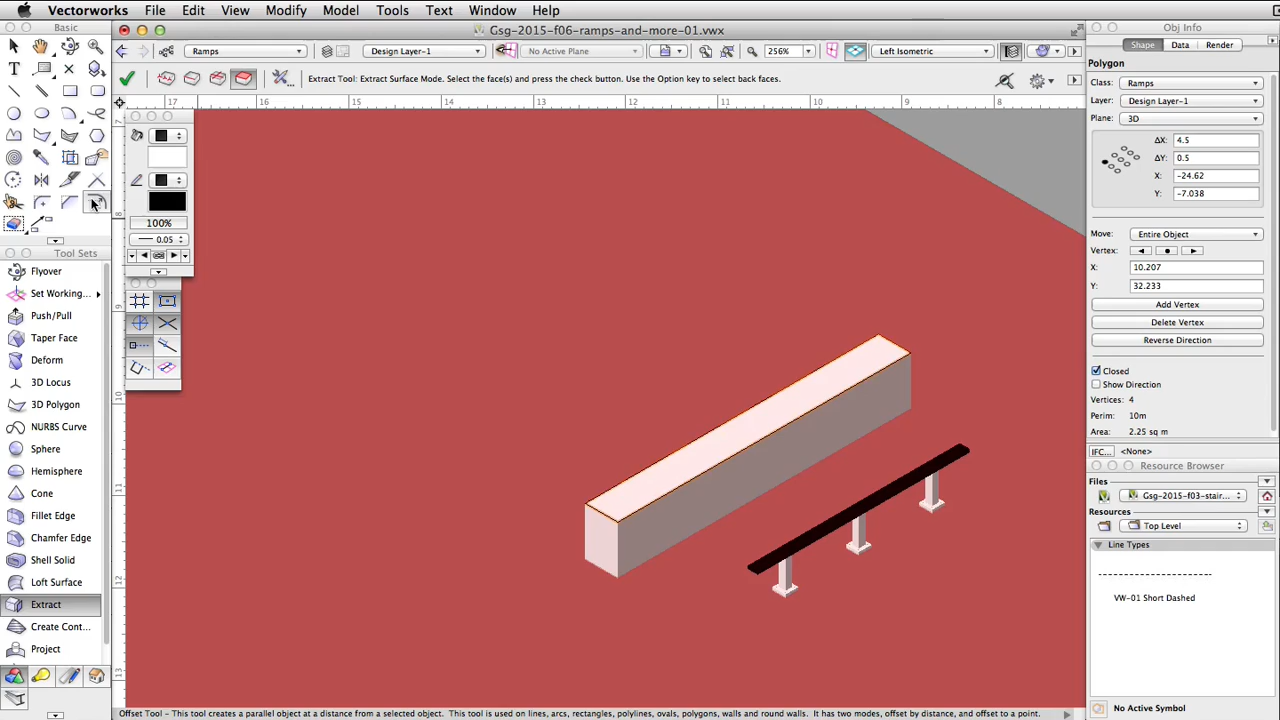 Vectorworks File Edit View Modify Model Tools Text Window Help
Basic
Gsg-2015-f06-ramps-and-more-01.vwx
Ramps
Design Layer-1
No Active Plane
256%
Left Isometric
Extract Tool: Extract Surface Mode. Select the face(s) and press the check button. Use the Option key to select back faces.
17 16 15 14 13 12 11 10 9 8
7
8
9
10
11
12
13
100%
0.05
Tool Sets
Flyover
Set Working...
Push/Pull
Taper Face
Deform
3D Locus
3D Polygon
NURBS Curve
Sphere
Hemisphere
Cone
Fillet Edge
Chamfer Edge
Shell Solid
Loft Surface
Extract
Create Cont...
Project
Obj Info
Shape Data Render
Polygon
Class: Ramps
Layer: Design Layer-1
Plane: 3D
ΔX: 4.5
ΔY: 0.5
X: -24.62
Y: -7.038
Move: Entire Object
Vertex:
X: 10.207
Y: 32.233
Add Vertex
Delete Vertex
Reverse Direction
Closed
Show Direction
Vertices: 4
Perim: 10m
Area: 2.25 sq m
IFC... <None>
Resource Browser
Files
Gsg-2015-f03-stair...
Resources
Top Level
Line Types
VW-01 Short Dashed
No Active Symbol
Offset Tool - This tool creates a parallel object at a distance from a selected object. This tool is used on lines, arcs, rectangles, polylines, ovals, polygons, walls and round walls. It has two modes, offset by distance, and offset to a point.